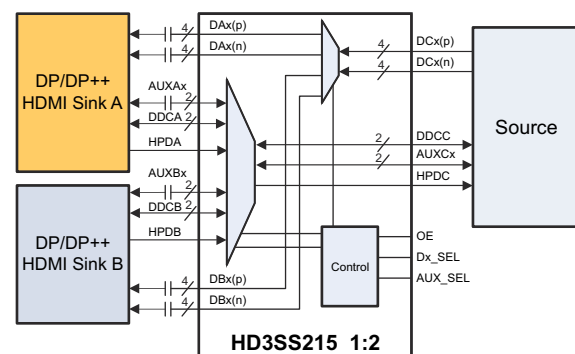 DP/DP++
HDMI Sink A
4 DAx(p)
4 DAx(n)
AUXAx
2
DDCA 2
HPDA
AUXBx
2
DDCB 2
HPDB
DP/DP++
HDMI Sink B
4 DBx(p)
4 DBx(n)
4 DCx(p)
4 DCx(n)
2 DDCC
2 AUXCx
HPDC
Source
Control
OE
Dx_SEL
AUX_SEL
HD3SS215 1:2